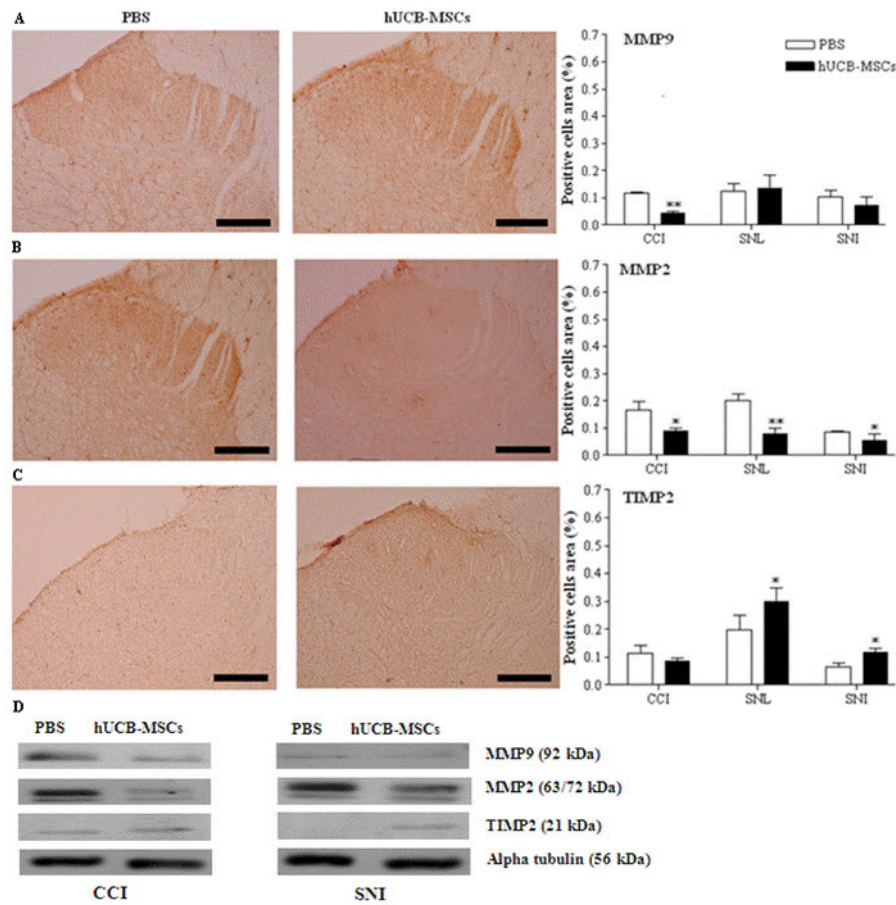 A PBS hUCB-MSCs
MMP9
PBS
hUCB-MSCs
Positive cells area (%)
0.7
0.6
0.5
0.4
0.3
0.2
0.1
0.0
**
CCI SNL SNI
B
MMP2
Positive cells area (%)
0.7
0.6
0.5
0.4
0.3
0.2
0.1
0.0
* ** *
CCI SNL SNI
C
TIMP2
Positive cells area (%)
0.7
0.6
0.5
0.4
0.3
0.2
0.1
0.0
* *
CCI SNL SNI
D
PBS hUCB-MSCs PBS hUCB-MSCs
MMP9 (92 kDa)
MMP2 (63/72 kDa)
TIMP2 (21 kDa)
Alpha tubulin (56 kDa)
CCI SNI